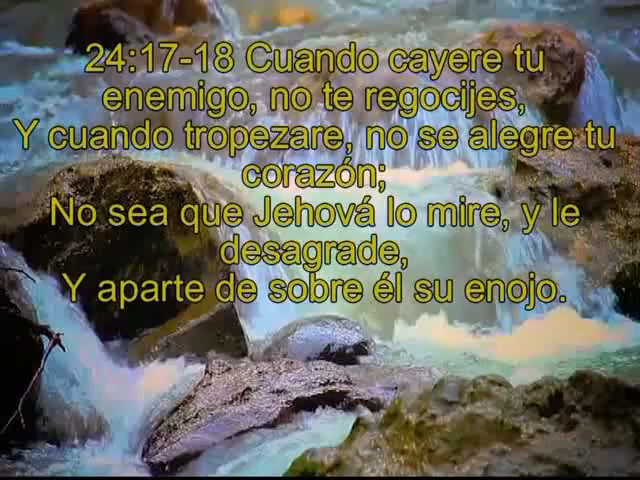 24:17-18 Cuando cayere tu
enemigo, no te regocijes,
Y cuando tropezare, no se alegre tu
corazón;
No sea que Jehová lo mire, y le
desagrade,
Y aparte de sobre él su enojo.